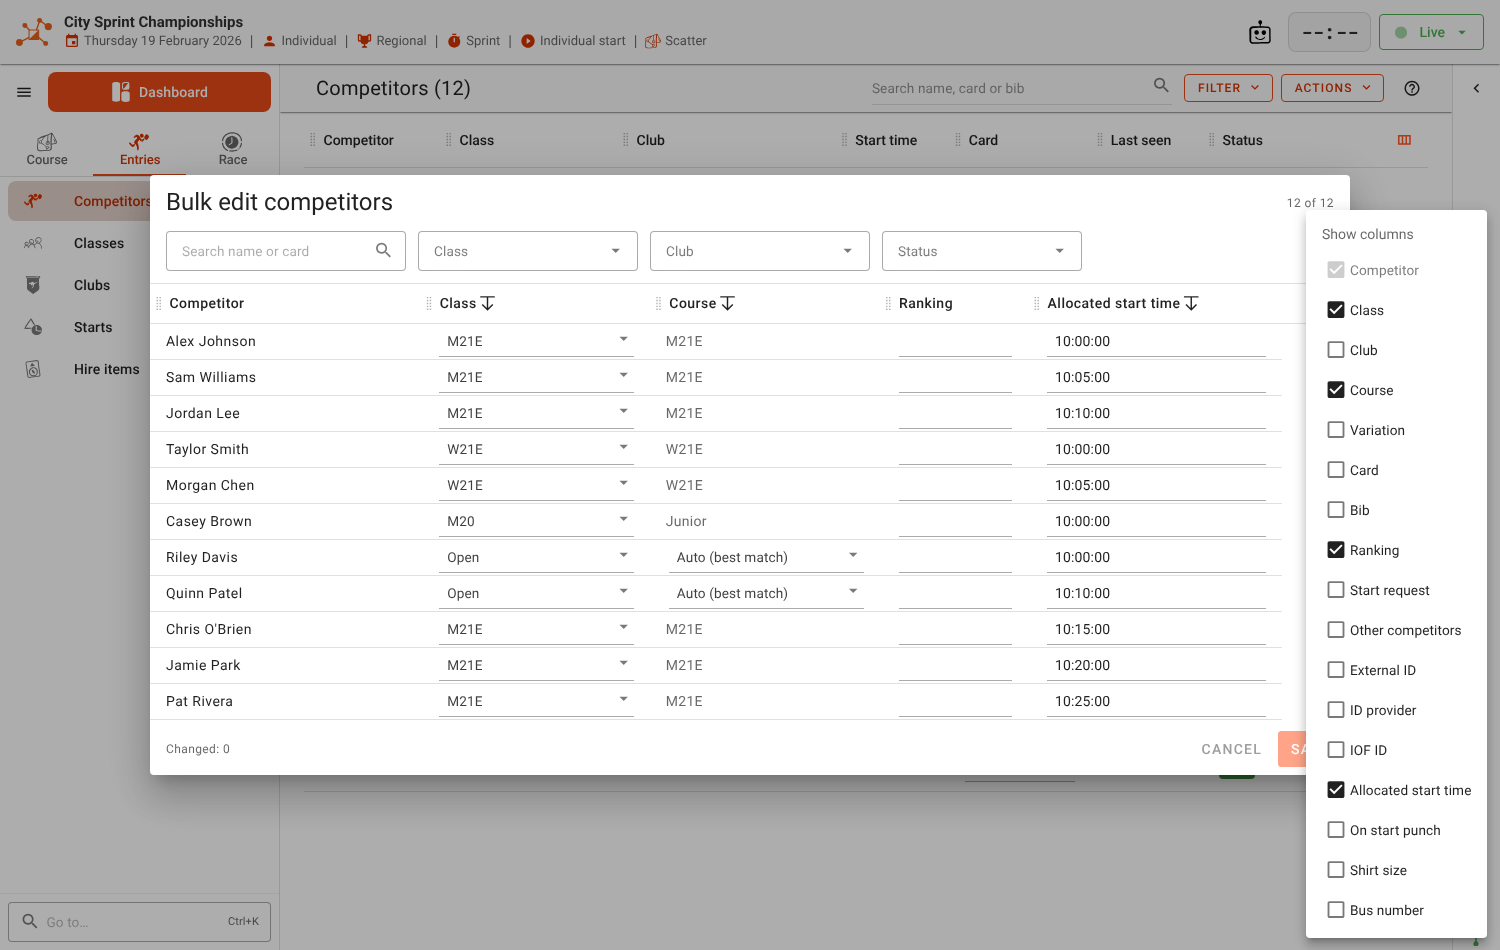 City Sprint Championships
Thursday 19 February 2026 | Individual | Regional | Sprint | Individual start | Scatter
--:--
Live
Dashboard
Competitors (12)
Search name, card or bib
FILTER
ACTIONS
Course
Entries
Race
Competitor Class Club Start time Card Last seen Status
Competitors
Classes
Clubs
Starts
Hire items
Go to...
Ctrl+K
Bulk edit competitors
12 of 12
Search name or card
Class
Club
Status
Competitor Class Course Ranking Allocated start time
Alex Johnson M21E M21E 10:00:00
Sam Williams M21E M21E 10:05:00
Jordan Lee M21E M21E 10:10:00
Taylor Smith W21E W21E 10:00:00
Morgan Chen W21E W21E 10:05:00
Casey Brown M20 Junior 10:00:00
Riley Davis Open Auto (best match) 10:00:00
Quinn Patel Open Auto (best match) 10:10:00
Chris O'Brien M21E M21E 10:15:00
Jamie Park M21E M21E 10:20:00
Pat Rivera M21E M21E 10:25:00
Changed: 0
CANCEL
Show columns
Competitor
Class
Club
Course
Variation
Card
Bib
Ranking
Start request
Other competitors
External ID
ID provider
IOF ID
Allocated start time
On start punch
Shirt size
Bus number